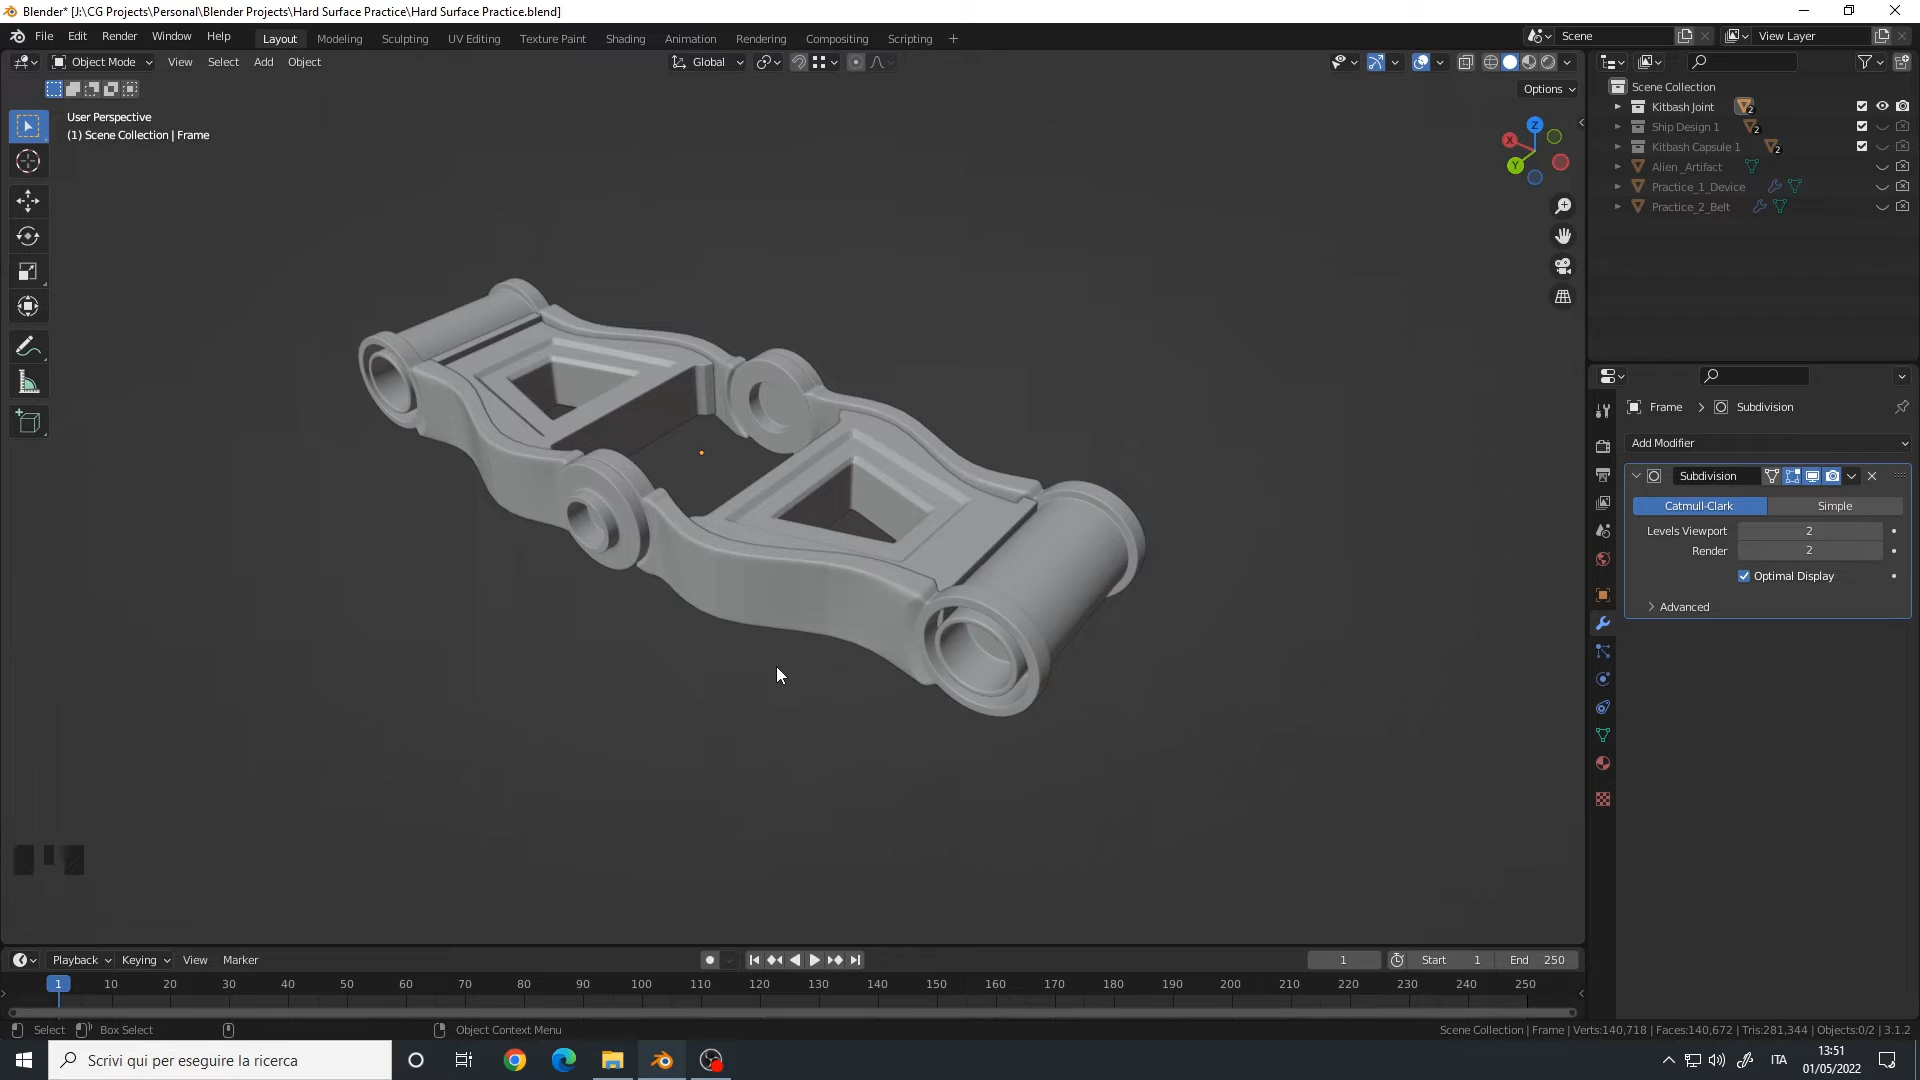 Blender* [J:\CG Projects\Personal\Blender Projects\Hard Surface Practice\Hard Surface Practice.blend]
File Edit Render Window Help Layout Modeling Sculpting UV Editing Texture Paint Shading Animation Rendering Compositing Scripting + Scene View Layer
Object Mode View Select Add Object Global
Options
User Perspective
(1) Scene Collection | Frame
Z
X
Y
Scene Collection
Kitbash Joint 2
Ship Design 1 2
Kitbash Capsule 1 2
Alien _Artifact
Practice_1_Device
Practice_2_Belt
Frame > Subdivision
Add Modifier
Subdivision
Catmull-Clark Simple
Levels Viewport 2
Render 2
Optimal Display
Advanced
Playback Keying View Marker 1 Start 1 End 250
1 10 20 30 40 50 60 70 80 90 100 110 120 130 140 150 160 170 180 190 200 210 220 230 240 250
Select Box Select Object Context Menu Scene Collection | Frame | Verts:140,718 | Faces:140,672 | Tris:281,344 | Objects:0/2 | 3.1.2
Scrivi qui per eseguire la ricerca ITA 13:51
01/05/2022